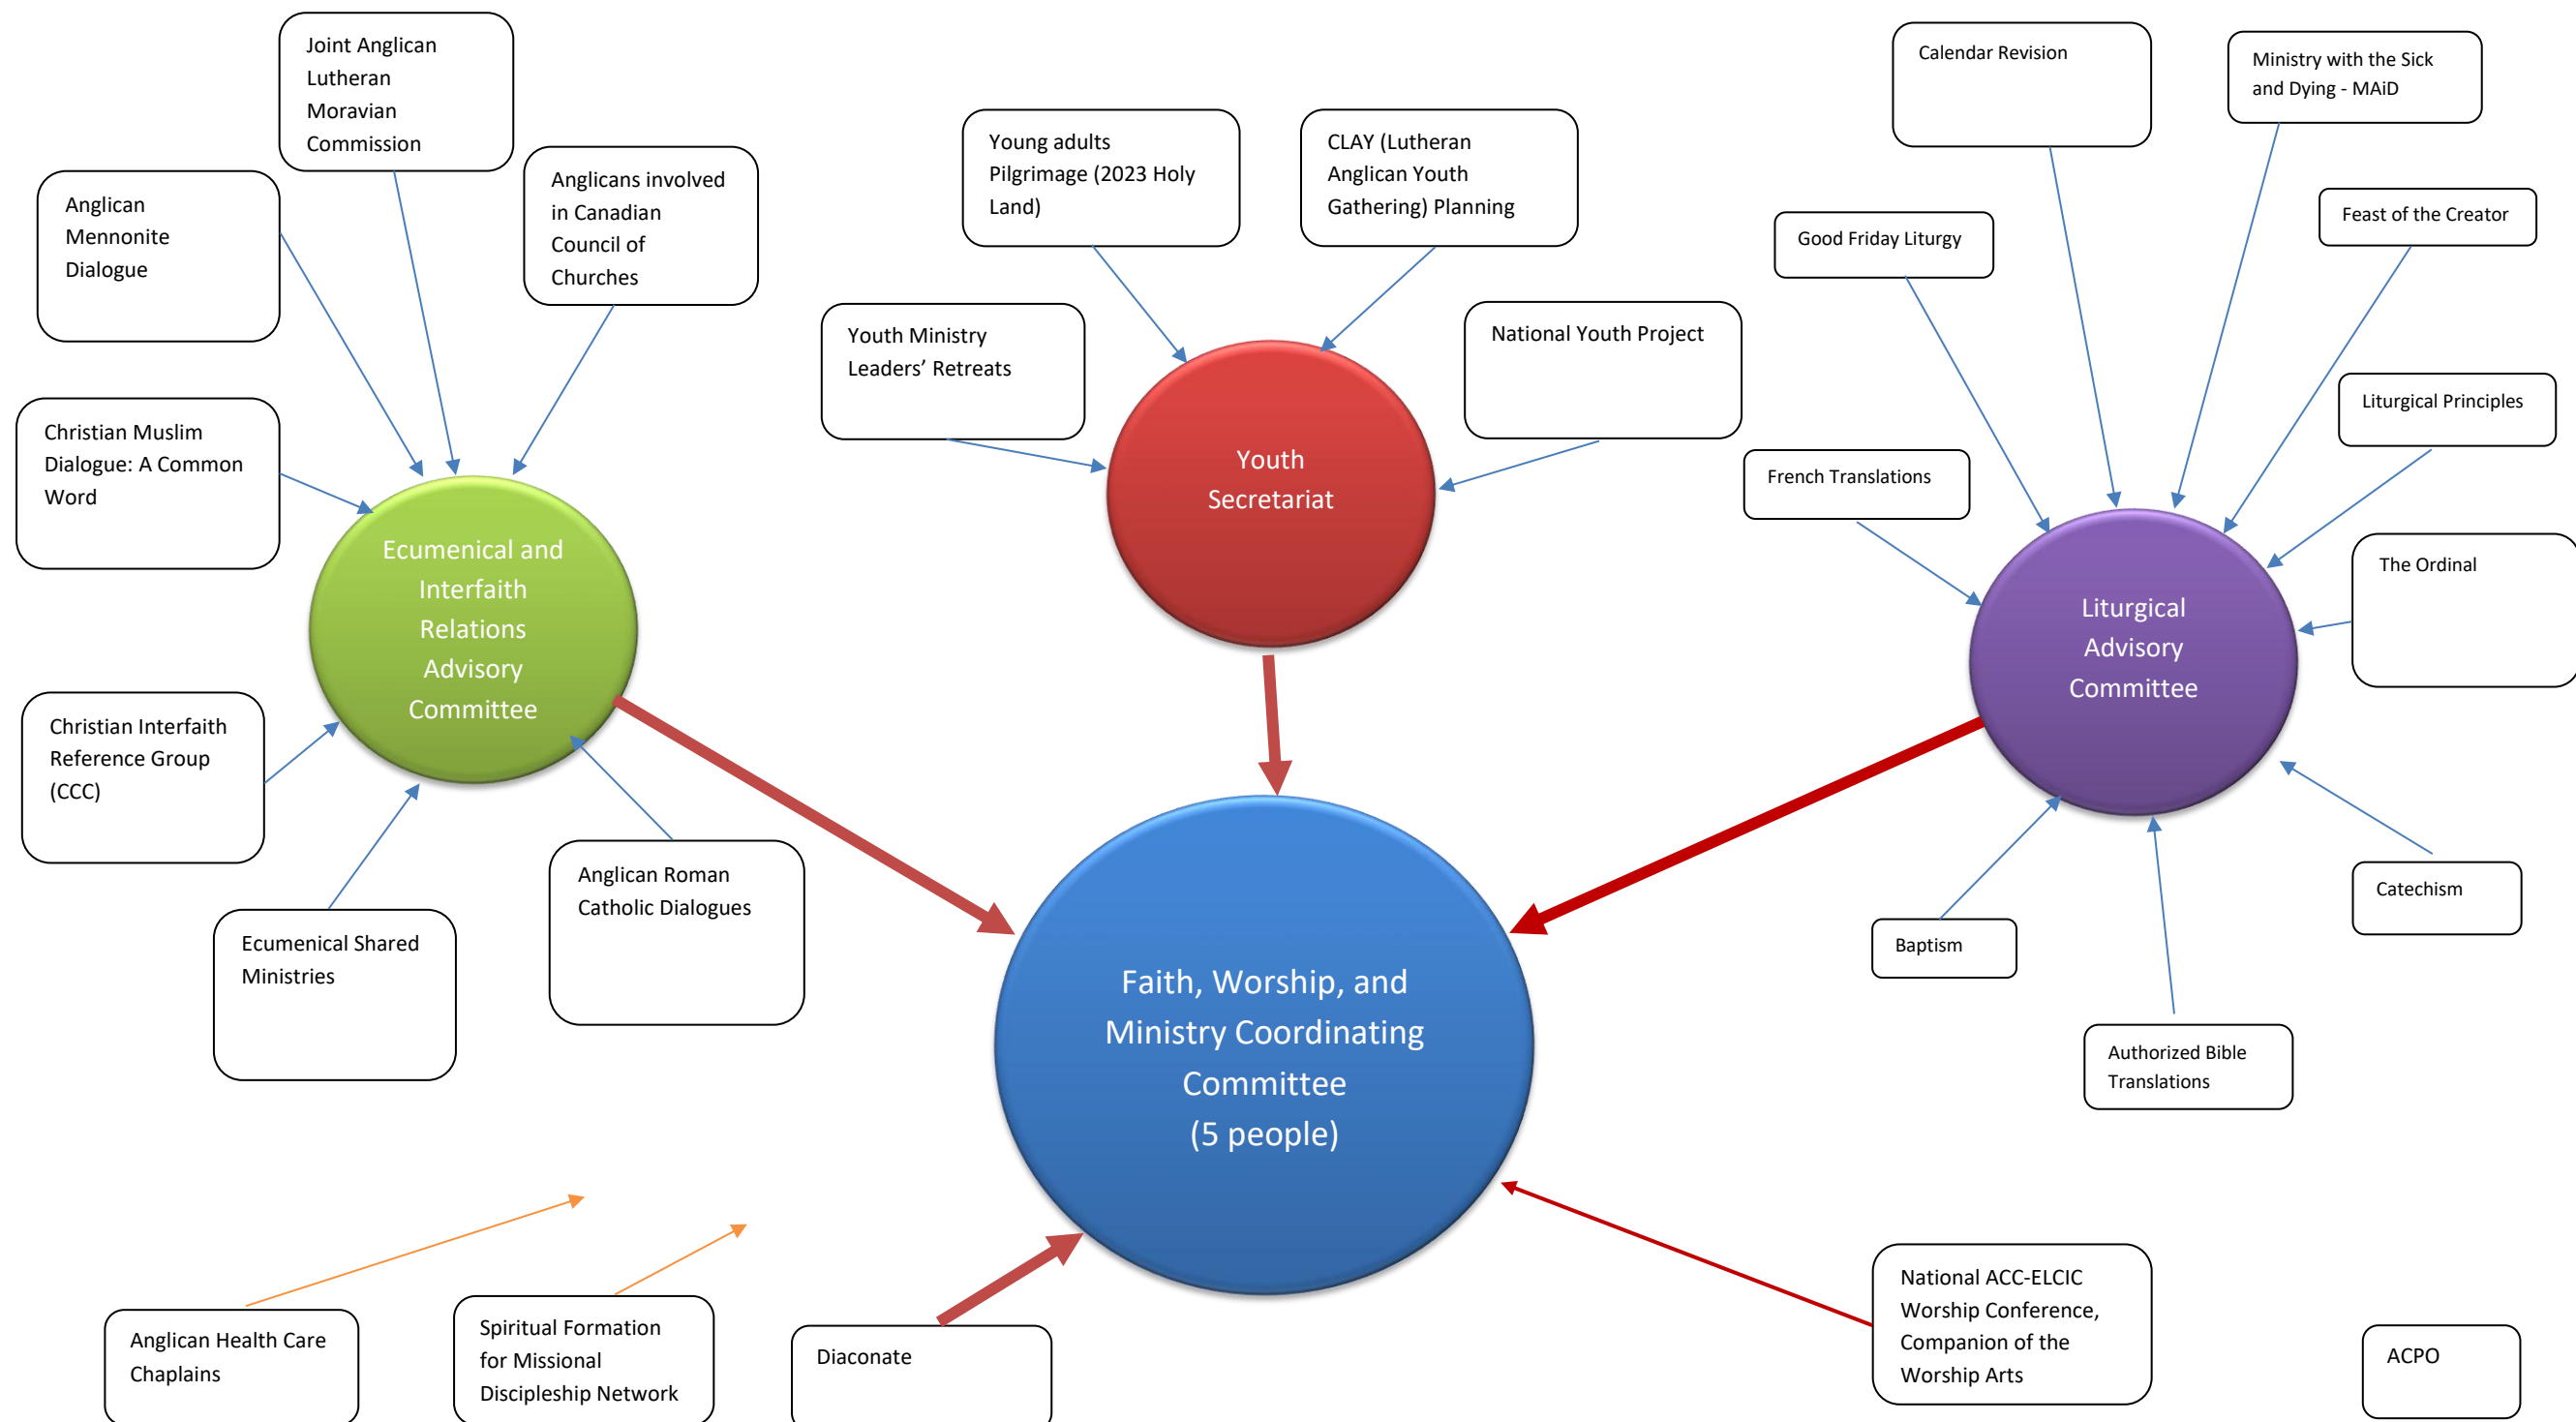 Joint Anglican
Lutheran
Moravian
Commission
Anglican
Mennonite
Dialogue
Anglicans involved
in Canadian
Council of
Churches
Christian Muslim
Dialogue: A Common
Word
Ecumenical and
Interfaith
Relations
Advisory
Committee
Christian Interfaith
Reference Group
(CCC)
Ecumenical Shared
Ministries
Anglican Roman
Catholic Dialogues
Young adults
Pilgrimage (2023 Holy
Land)
CLAY (Lutheran
Anglican Youth
Gathering) Planning
Youth Ministry
Leaders’ Retreats
National Youth Project
Youth
Secretariat
Calendar Revision
Ministry with the Sick
and Dying - MAiD
Good Friday Liturgy
Feast of the Creator
French Translations
Liturgical Principles
The Ordinal
Liturgical
Advisory
Committee
Catechism
Baptism
Authorized Bible
Translations
Faith, Worship, and
Ministry Coordinating
Committee
(5 people)
Anglican Health Care
Chaplains
Spiritual Formation
for Missional
Discipleship Network
Diaconate
National ACC-ELCIC
Worship Conference,
Companion of the
Worship Arts
ACPO